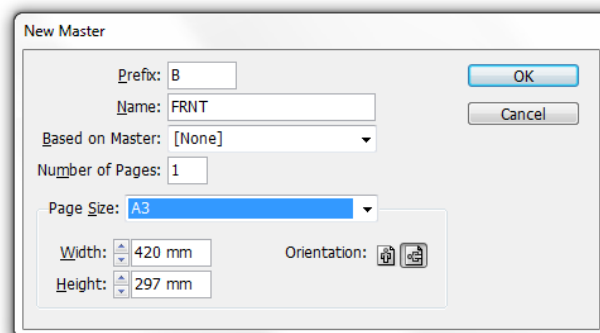 New Master
Prefix: B
OK
Name: FRNT
Cancel
Based on Master: [None]
Number of Pages: 1
Page Size: A3
Width: 420 mm
Orientation:
Height: 297 mm